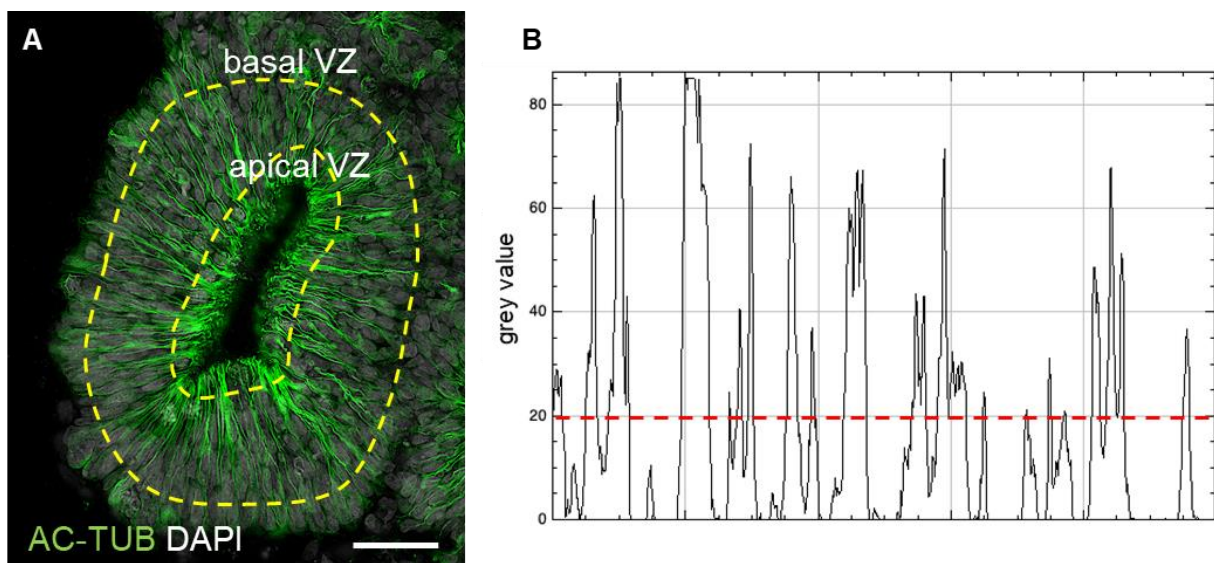 A
basal VZ
apical VZ
AC-TUB DAPI
B
grey value
80
60
40
20
0